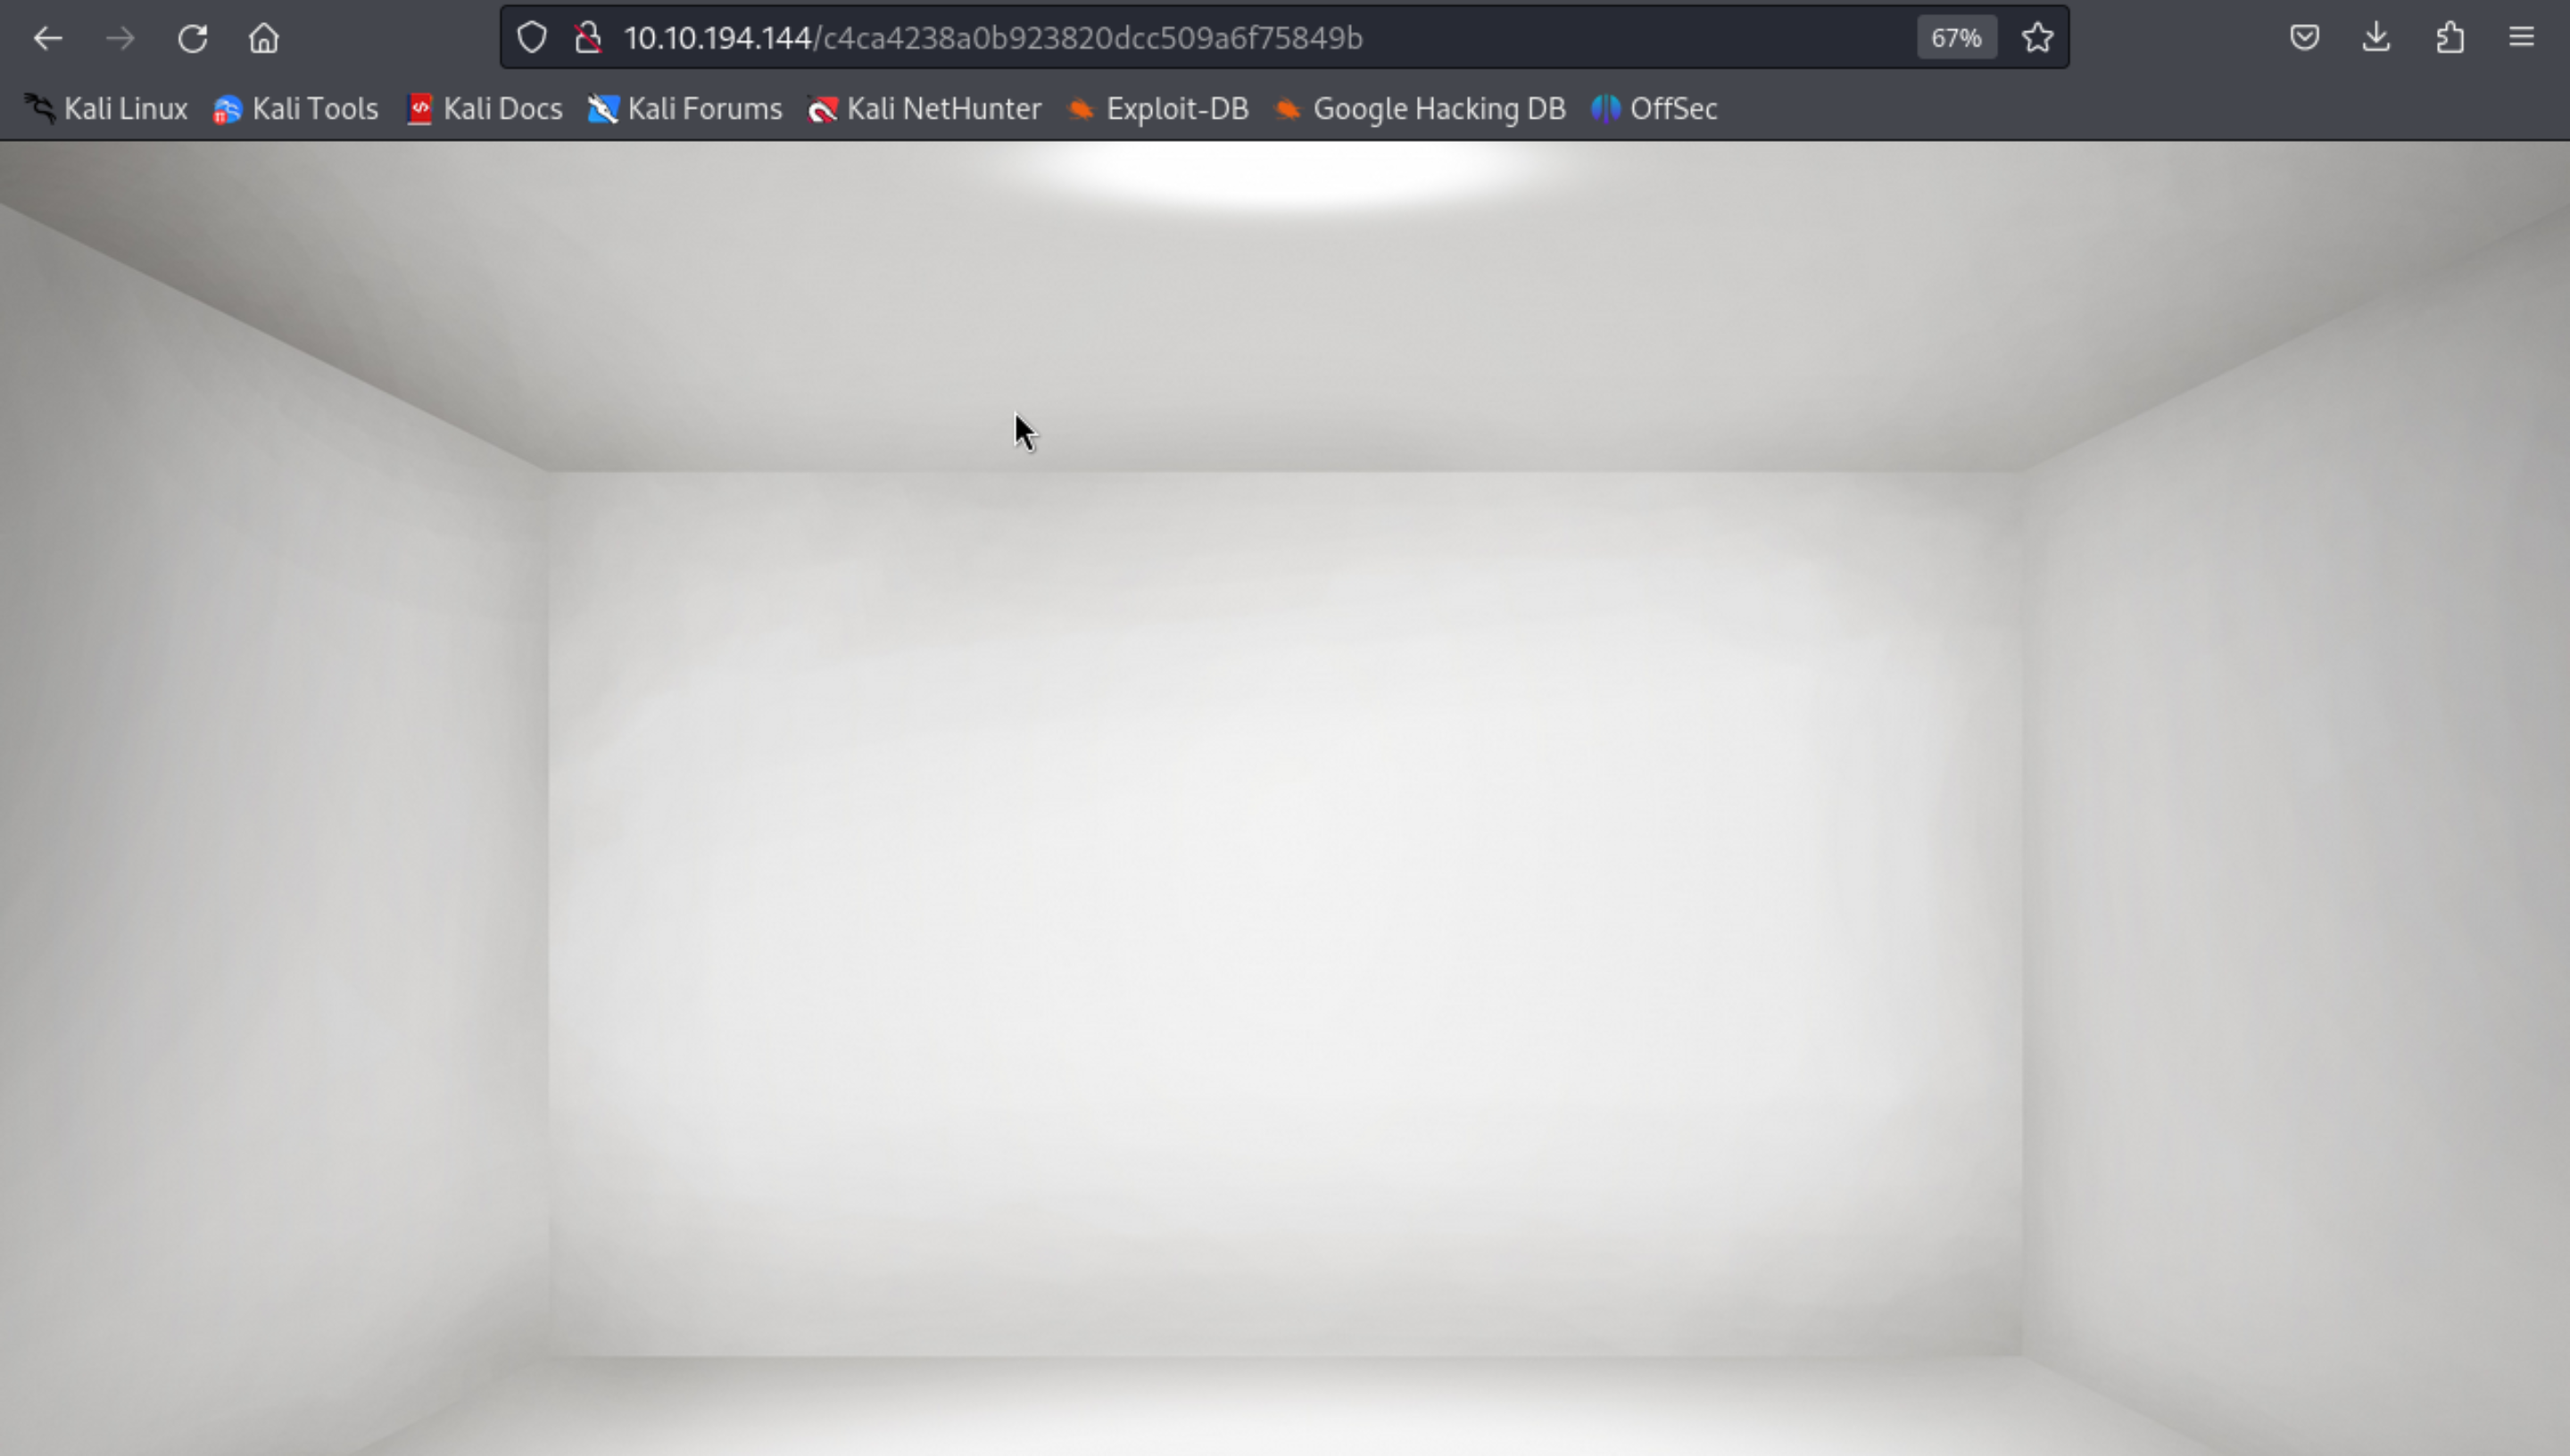 10.10.194.144/c4ca4238a0b923820dcc509a6f75849b 67%
Kali Linux Kali Tools Kali Docs Kali Forums Kali NetHunter Exploit-DB Google Hacking DB OffSec